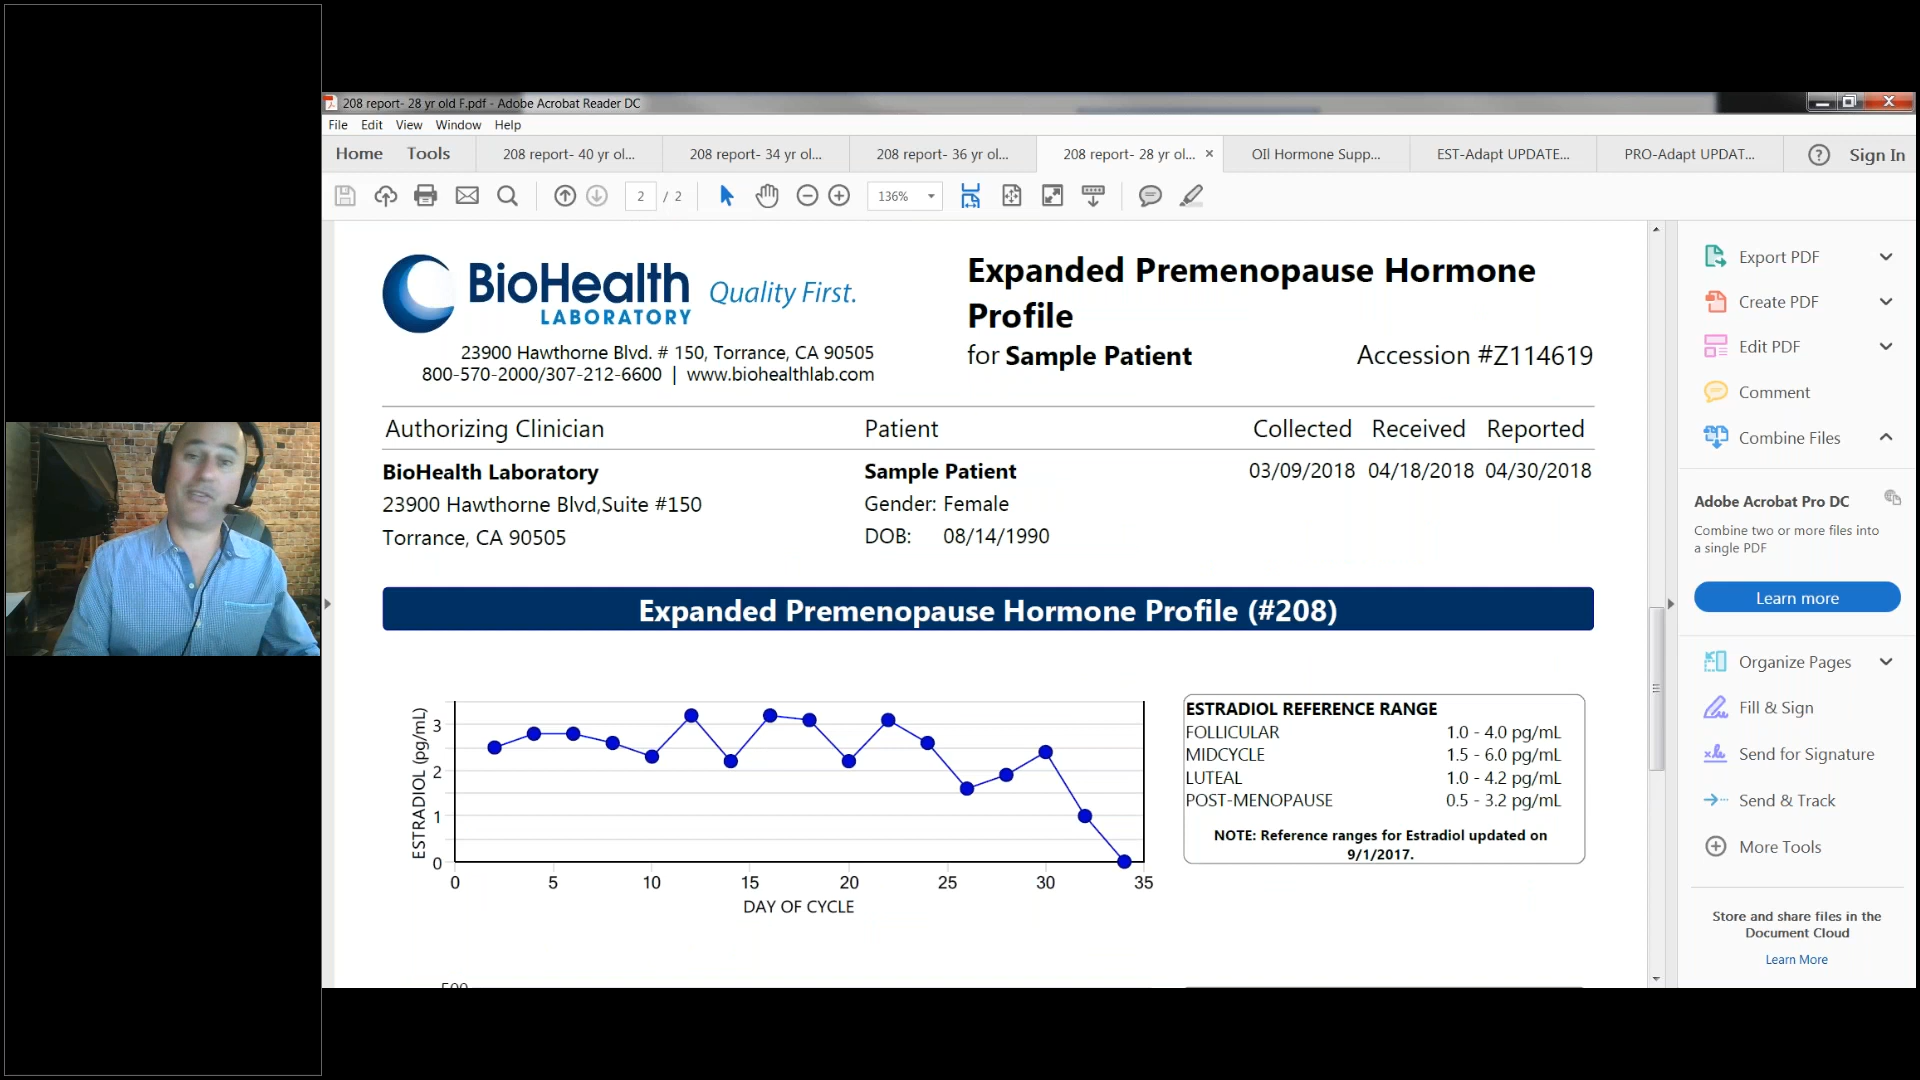 208 report- 28 yr old F.pdf - Adobe Acrobat Reader DC
File Edit View Window Help
Home Tools 208 report- 40 yr ol... 208 report- 34 yr ol... 208 report- 36 yr ol... 208 report- 28 yr ol... × OIl Hormone Supp... EST-Adapt UPDATE... PRO-Adapt UPDAT... ? Sign In
2 / 2 136%
BioHealth
LABORATORY
Quality First.
23900 Hawthorne Blvd. # 150, Torrance, CA 90505
800-570-2000/307-212-6600 | www.biohealthlab.com
Expanded Premenopause Hormone
Profile
for Sample Patient Accession #Z114619
Authorizing Clinician Patient Collected Received Reported
BioHealth Laboratory Sample Patient 03/09/2018 04/18/2018 04/30/2018
23900 Hawthorne Blvd,Suite #150 Gender: Female
Torrance, CA 90505 DOB: 08/14/1990
Expanded Premenopause Hormone Profile (#208)
ESTRADIOL (pg/mL)
3
2
1
0
0 5 10 15 20 25 30 35
DAY OF CYCLE
ESTRADIOL REFERENCE RANGE
FOLLICULAR 1.0 - 4.0 pg/mL
MIDCYCLE 1.5 - 6.0 pg/mL
LUTEAL 1.0 - 4.2 pg/mL
POST-MENOPAUSE 0.5 - 3.2 pg/mL
NOTE: Reference ranges for Estradiol updated on
9/1/2017.
500
Export PDF
Create PDF
Edit PDF
Comment
Combine Files
Adobe Acrobat Pro DC
Combine two or more files into
a single PDF
Learn more
Organize Pages
Fill & Sign
Send for Signature
Send & Track
More Tools
Store and share files in the
Document Cloud
Learn More